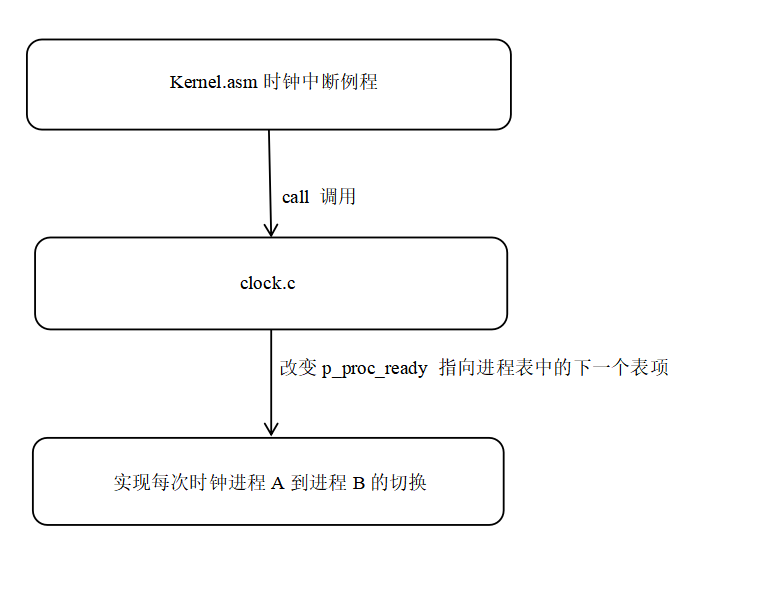 Kernel.asm 时钟中断例程
call 调用
clock.c
改变 p_proc_ready 指向进程表中的下一个表项
实现每次时钟进程 A 到进程 B 的切换